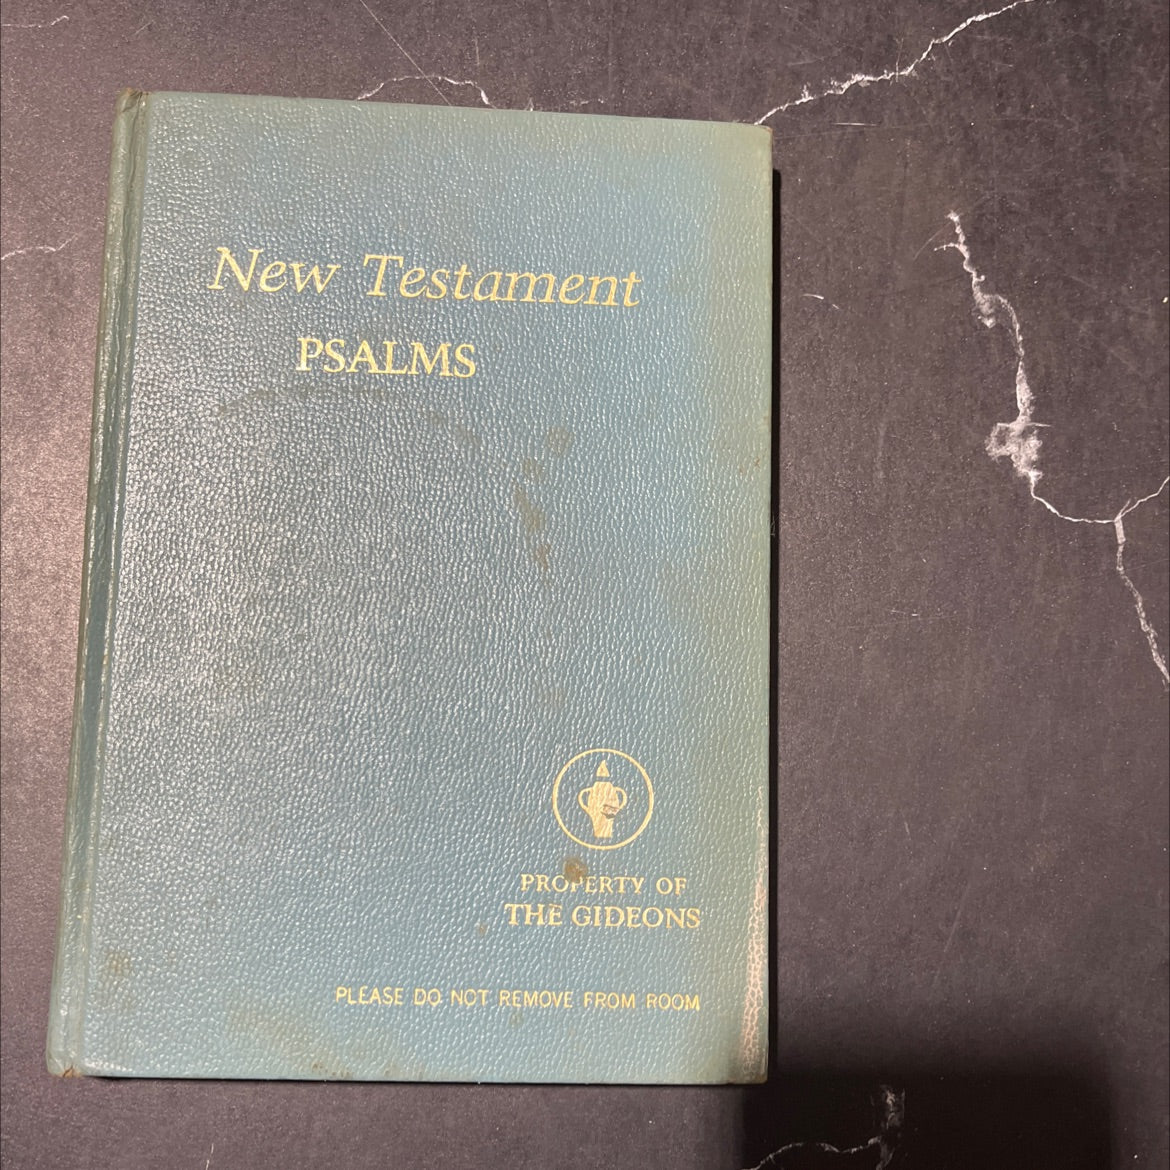 New Testament
PSALMS
PROPERTY OF
THE GIDEONS
PLEASE DO NOT REMOVE FROM ROOM